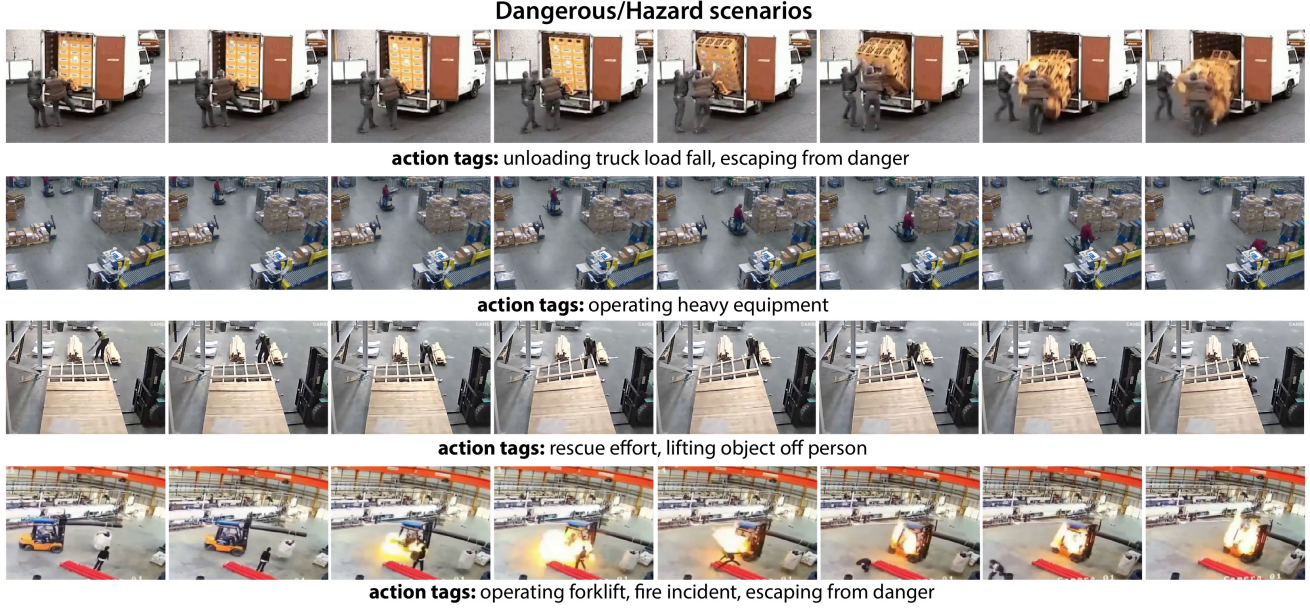 Dangerous/Hazard scenarios
action tags: unloading truck load fall, escaping from danger
action tags: operating heavy equipment
action tags: rescue effort, lifting object off person
action tags: operating forklift, fire incident, escaping from danger